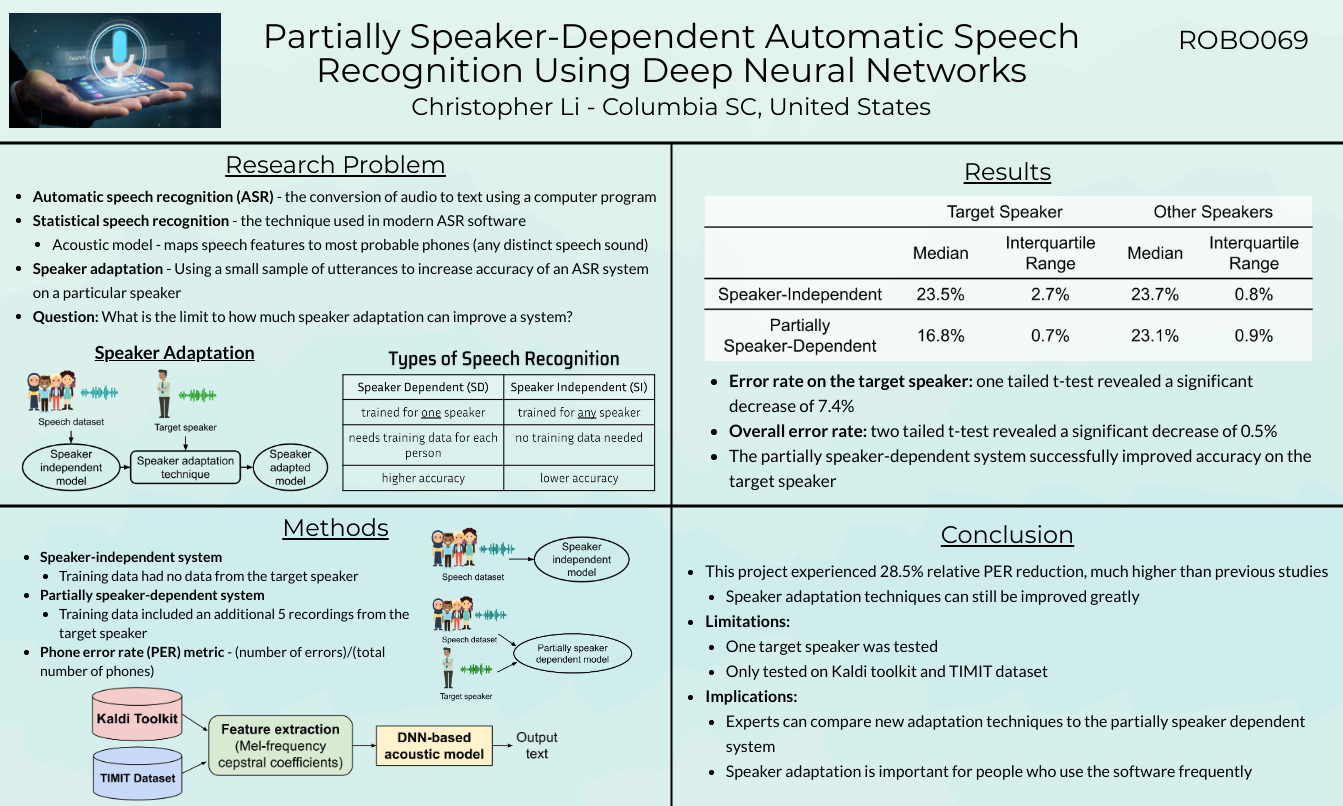 Partially Speaker-Dependent Automatic Speech
Recognition Using Deep Neural Networks
Christopher Li - Columbia SC, United States
ROBO069
Research Problem
• Automatic speech recognition (ASR) - the conversion of audio to text using a computer program
• Statistical speech recognition - the technique used in modern ASR software
• Acoustic model - maps speech features to most probable phones (any distinct speech sound)
• Speaker adaptation - Using a small sample of utterances to increase accuracy of an ASR system
on a particular speaker
• Question: What is the limit to how much speaker adaptation can improve a system?
Speaker Adaptation
Speech dataset
Target speaker
Speaker
independent
model
Speaker adaptation
technique
Speaker
adapted
model
Types of Speech Recognition
Speaker Dependent (SD) Speaker Independent (SI)
trained for one speaker trained for any speaker
needs training data for each no training data needed
person
higher accuracy lower accuracy
Results
Target Speaker Other Speakers
Median Interquartile Range Median Interquartile Range
Speaker-Independent 23.5% 2.7% 23.7% 0.8%
Partially
Speaker-Dependent 16.8% 0.7% 23.1% 0.9%
• Error rate on the target speaker: one tailed t-test revealed a significant
decrease of 7.4%
• Overall error rate: two tailed t-test revealed a significant decrease of 0.5%
• The partially speaker-dependent system successfully improved accuracy on the
target speaker
Methods
• Speaker-independent system
• Training data had no data from the target speaker
• Partially speaker-dependent system
• Training data included an additional 5 recordings from the
target speaker
• Phone error rate (PER) metric - (number of errors)/(total
number of phones)
Speech dataset
Speaker
independent
model
Speech dataset
Target speaker
Partially speaker
dependent model
Kaldi Toolkit
TIMIT Dataset
Feature extraction
(Mel-frequency
cepstral coefficients)
DNN-based
acoustic model
Output
text
Conclusion
• This project experienced 28.5% relative PER reduction, much higher than previous studies
• Speaker adaptation techniques can still be improved greatly
• Limitations:
• One target speaker was tested
• Only tested on Kaldi toolkit and TIMIT dataset
• Implications:
• Experts can compare new adaptation techniques to the partially speaker dependent
system
• Speaker adaptation is important for people who use the software frequently